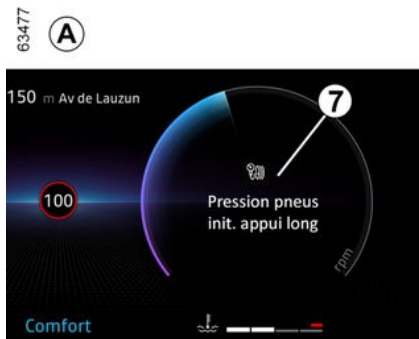 63477
A
150 m Av de Lauzun
7
100
Pression pneus
init. appui long
rpm
Comfort